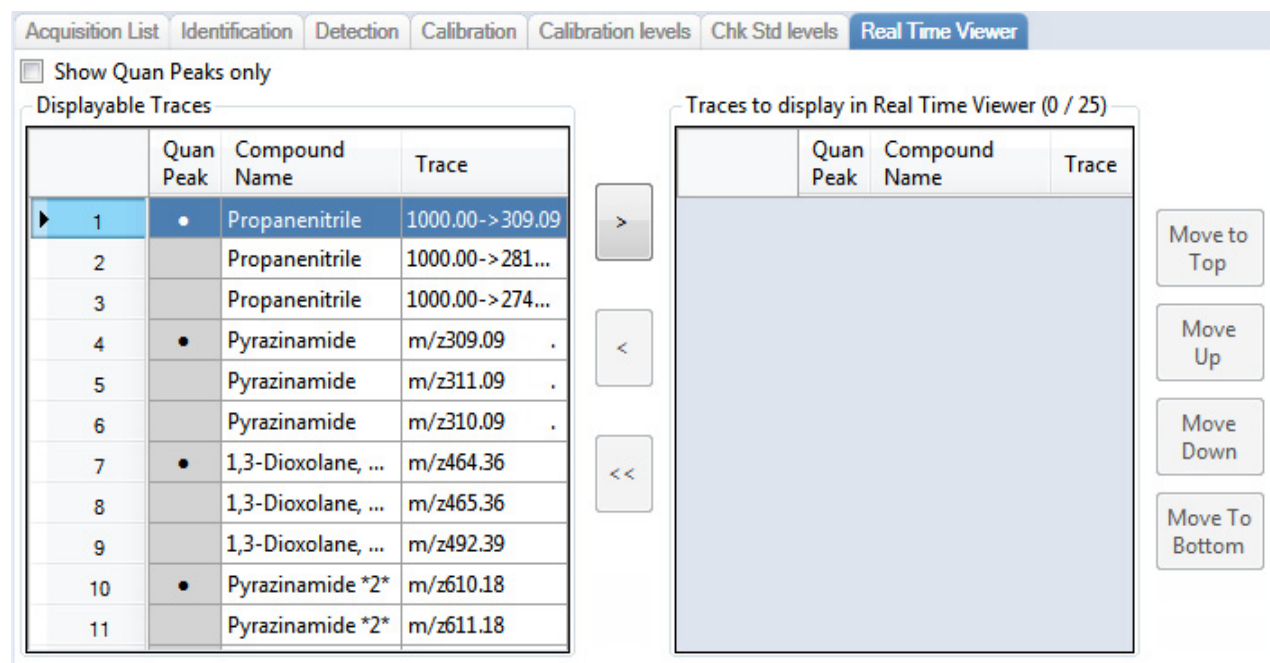 Acquisition List Identification Detection Calibration Calibration levels Chk Std levels Real Time Viewer
Show Quan Peaks only
Displayable Traces
Quan Peak Compound Name Trace
1 • Propanenitrile 1000.00->309.09
2 Propanenitrile 1000.00->281...
3 Propanenitrile 1000.00->274...
4 • Pyrazinamide m/z309.09 .
5 Pyrazinamide m/z311.09 .
6 Pyrazinamide m/z310.09 .
7 • 1,3-Dioxolane, ... m/z464.36
8 1,3-Dioxolane, ... m/z465.36
9 1,3-Dioxolane, ... m/z492.39
10 • Pyrazinamide *2* m/z610.18
11 Pyrazinamide *2* m/z611.18
>
<
<<
Traces to display in Real Time Viewer (0 / 25)
Quan Peak Compound Name Trace
Move to
Top
Move
Up
Move
Down
Move To
Bottom